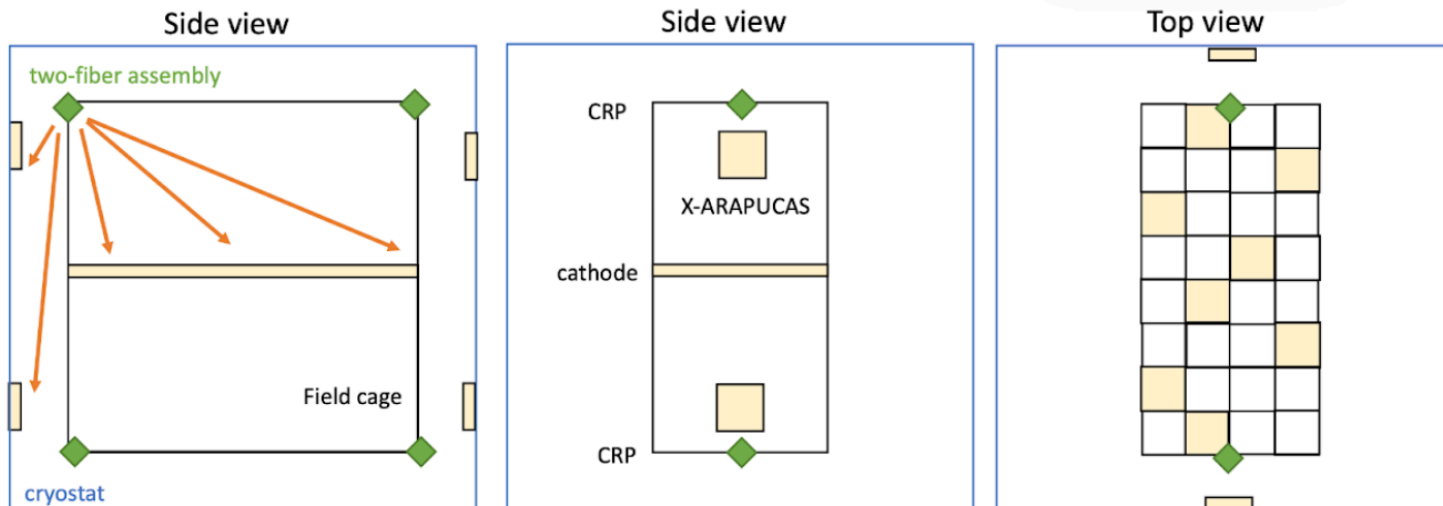 Side view
two-fiber assembly
Field cage
cryostat
Side view
CRP
X-ARAPUCAS
cathode
CRP
Top view